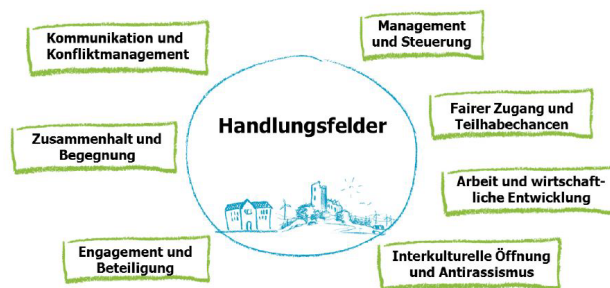 Kommunikation und
Konfliktmanagement
Management
und Steuerung
Handlungsfelder
Fairer Zugang und
Teilhabechancen
Zusammenhalt und
Begegnung
Arbeit und wirtschaft-
liche Entwicklung
Engagement und
Beteiligung
Interkulturelle Öffnung
und Antirassismus